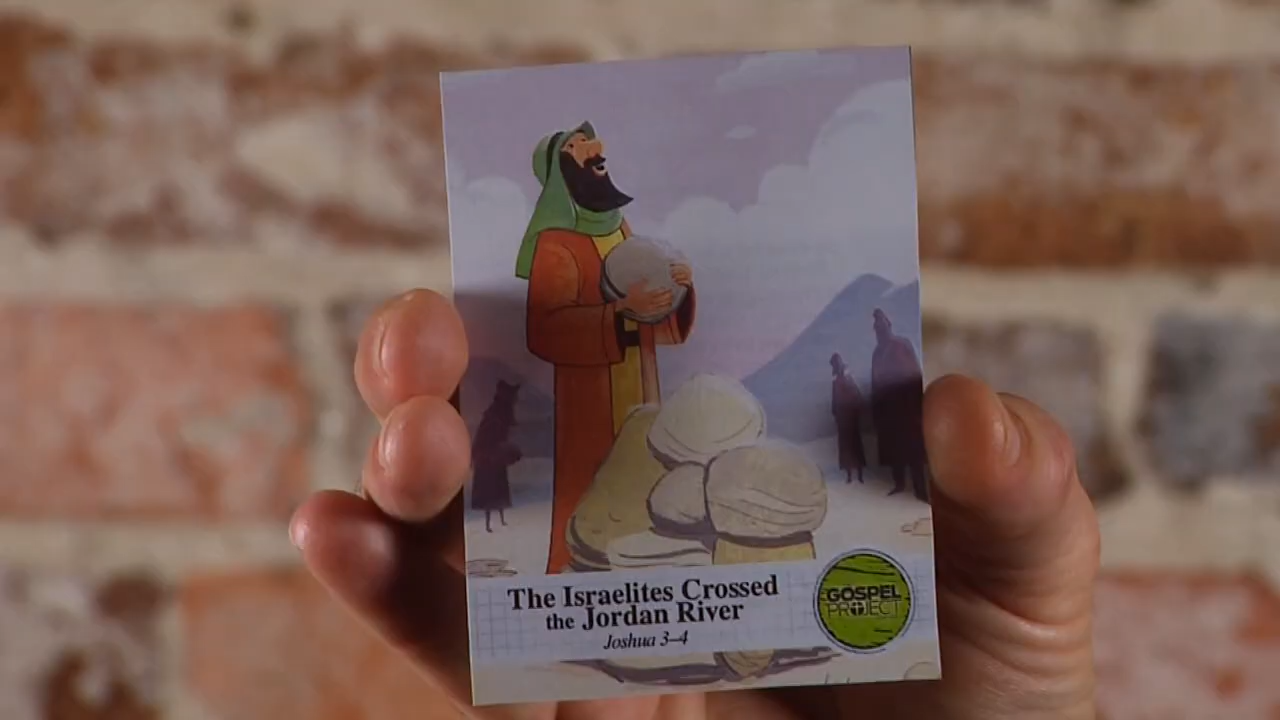 The Israelites Crossed
the Jordan River
Joshua 3–4
GOSPEL
PROJECT